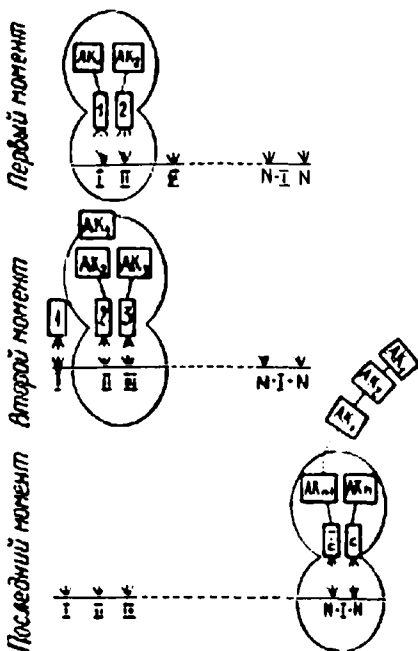 Первый момент
АК₁ АК₂
1 2
I II N-I N
Второй момент
АК₁
АК₂ АК₃
1 2 3
I II III N-I-N
Последний момент
АК₁ АК₂ АК₃
АКₙ₋₁ АКₙ
I II III N-I-N